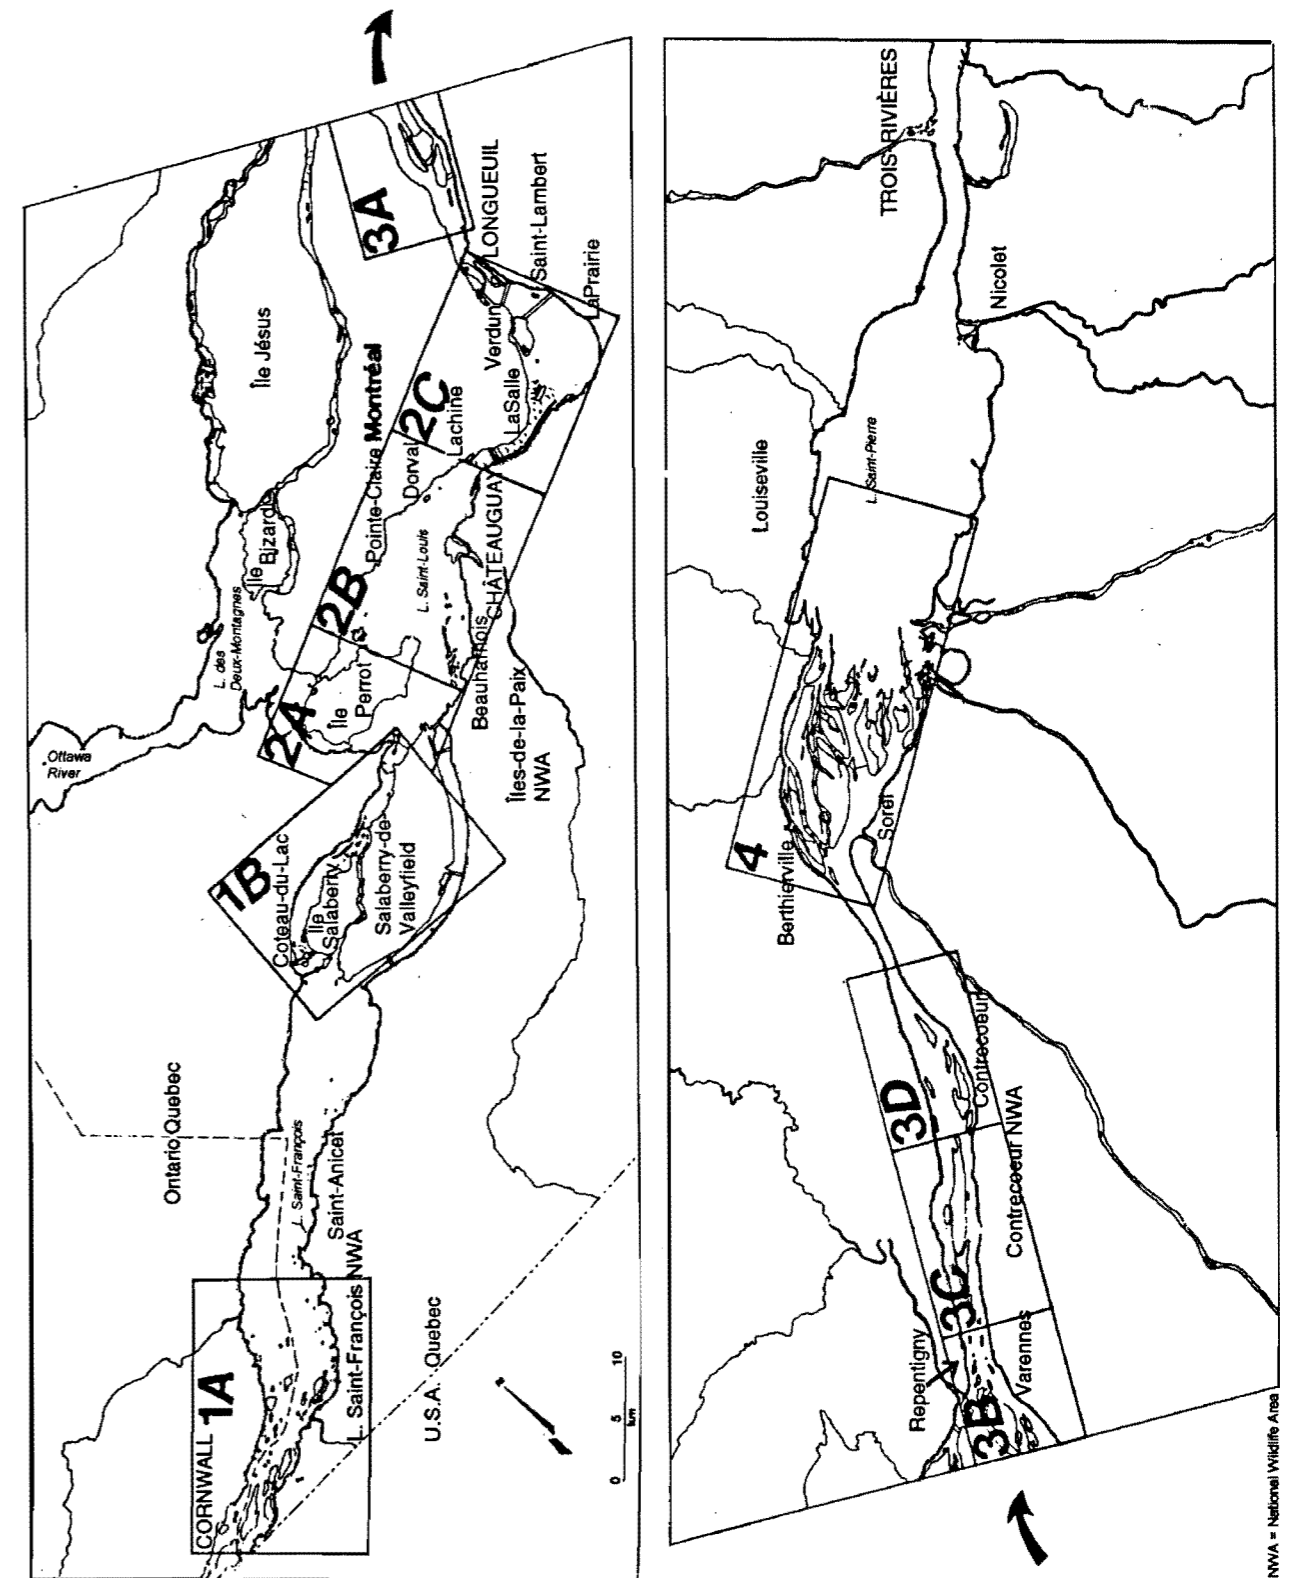 CORNWALL
1A
L. Saint-François NWA
U.S.A. Quebec
Saint-Anicet
L. Saint-François
Ontario Quebec
0 5 10
km
1B
Coteau-du-Lac
Île
Salaberry
Salaberry-de-
Valleyfield
Ottawa
River
L. des
Deux-Montagnes
2A
Île
Perrot
Beauharnois
Îles-de-la-Paix
NWA
Île
Bizard
2B
Pointe-Claire
Montréal
Dorval
L. Saint-Louis
CHÂTEAUGUAY
Île Jésus
2C
Lachine
LaSalle
Verdun
LONGUEUIL
Saint-Lambert
LaPrairie
3A
3B
Repentigny
Varennes
3C
Contrecoeur NWA
3D
Contrecoeur
4
Berthierville
Sorel
Louiseville
L. Saint-Pierre
Nicolet
TROIS-RIVIÈRES
NWA = National Wildlife Area